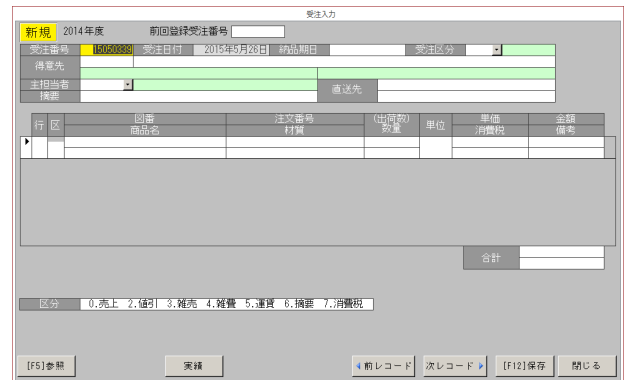 受注入力
新規 2014年度 前回登録受注番号
受注番号 15050389 受注日付 2015年5月26日 納品期日 受注区分
得意先
主担当者
摘要 直送先
行 区 図番 注文番号 (出荷数) 単位 単価 金額
商品名 材質 数量 消費税 備考
合計
区分 0.売上 2.値引 3.雑売 4.雑費 5.運賃 6.摘要 7.消費税
[F5]参照 実績 前レコード 次レコード [F12]保存 閉じる